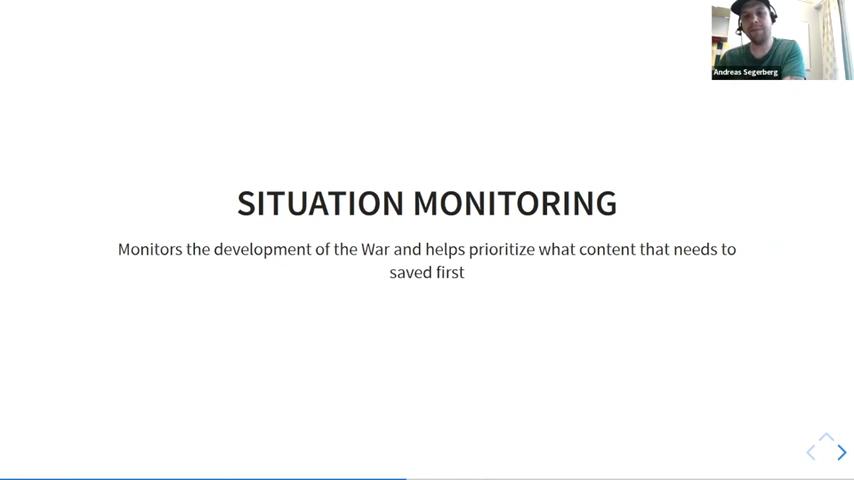 Andreas Segerberg
SITUATION MONITORING
Monitors the development of the War and helps prioritize what content that needs to
saved first